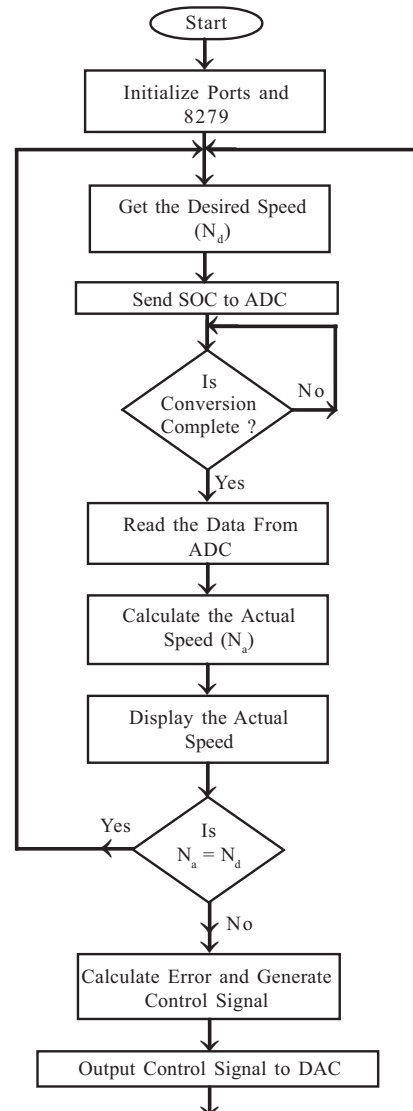 Start
Initialize Ports and
8279
Get the Desired Speed
(N_d)
Send SOC to ADC
Is
Conversion
Complete ?
No
Yes
Read the Data From
ADC
Calculate the Actual
Speed (N_a)
Display the Actual
Speed
Yes
Is
N_a = N_d
No
Calculate Error and Generate
Control Signal
Output Control Signal to DAC